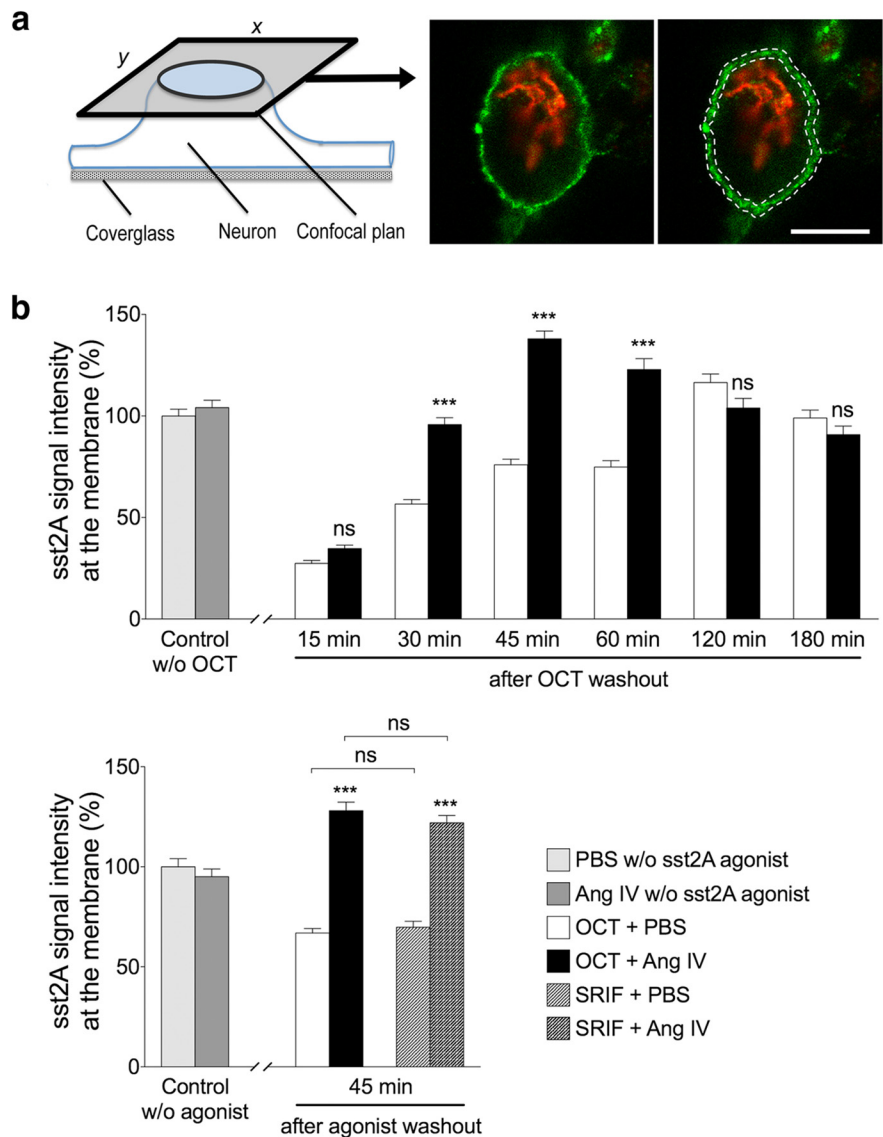 a
x
y
Coverglass
Neuron
Confocal plan
b
sst2A signal intensity
at the membrane (%)
150
100
50
0
ns
***
***
***
ns
ns
Control
w/o OCT
15 min
30 min
45 min
60 min
120 min
180 min
after OCT washout
sst2A signal intensity
at the membrane (%)
150
100
50
0
ns
ns
***
***
Control
w/o agonist
45 min
after agonist washout
PBS w/o sst2A agonist
Ang IV w/o sst2A agonist
OCT + PBS
OCT + Ang IV
SRIF + PBS
SRIF + Ang IV